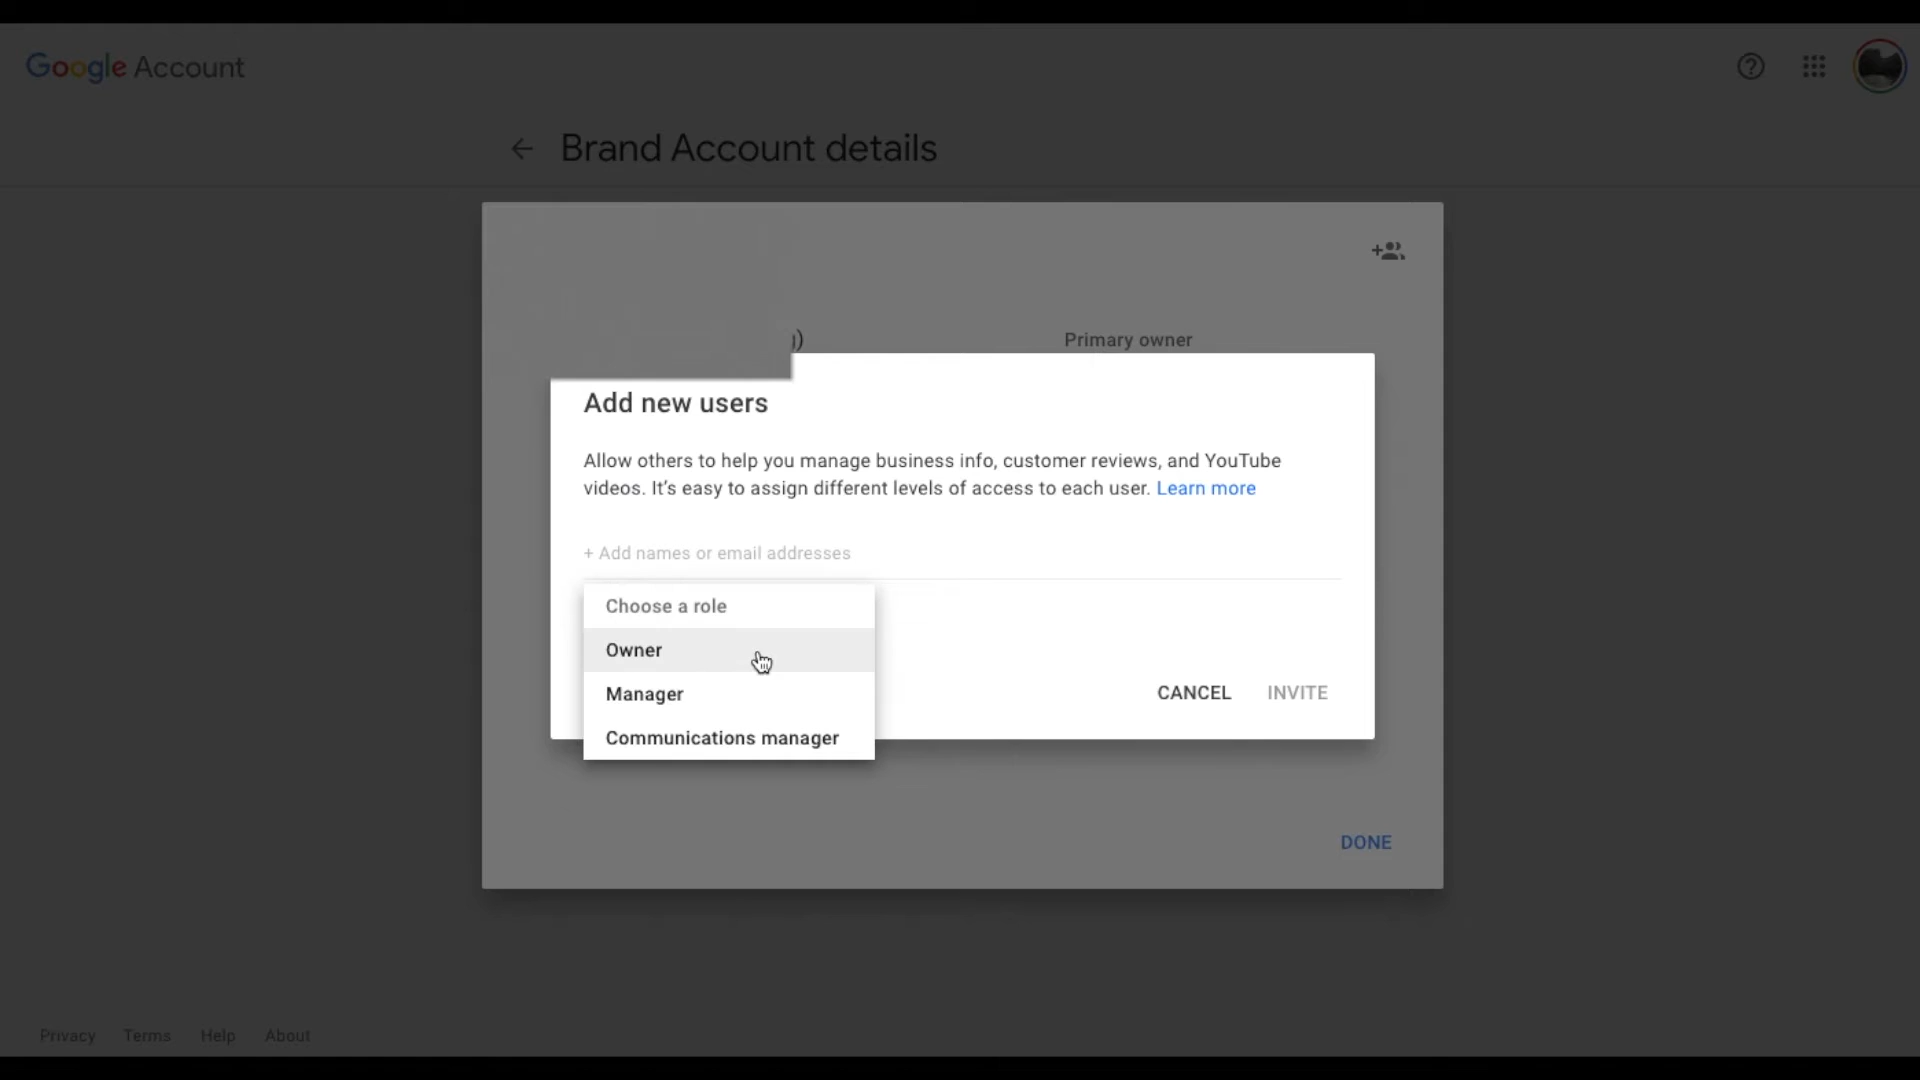 Google Account
Brand Account details
Primary owner
Add new users
Allow others to help you manage business info, customer reviews, and YouTube
videos. It's easy to assign different levels of access to each user. Learn more
+ Add names or email addresses
Choose a role
Owner
Manager
Communications manager
CANCEL INVITE
DONE
Privacy Terms Help About